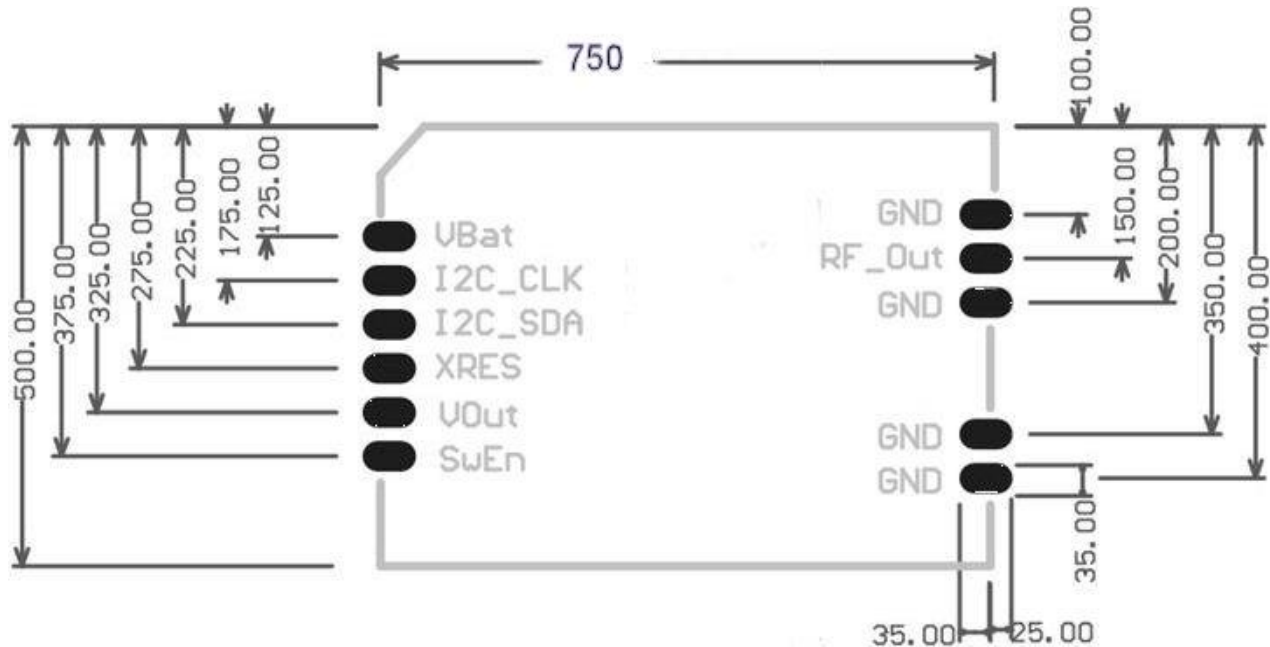 750
100.00
125.00
175.00
225.00
275.00
325.00
375.00
500.00
VBat
I2C_CLK
I2C_SDA
XRES
VOut
SwEn
GND
RF_Out
GND
GND
GND
150.00
200.00
350.00
400.00
35.00
35.00
25.00